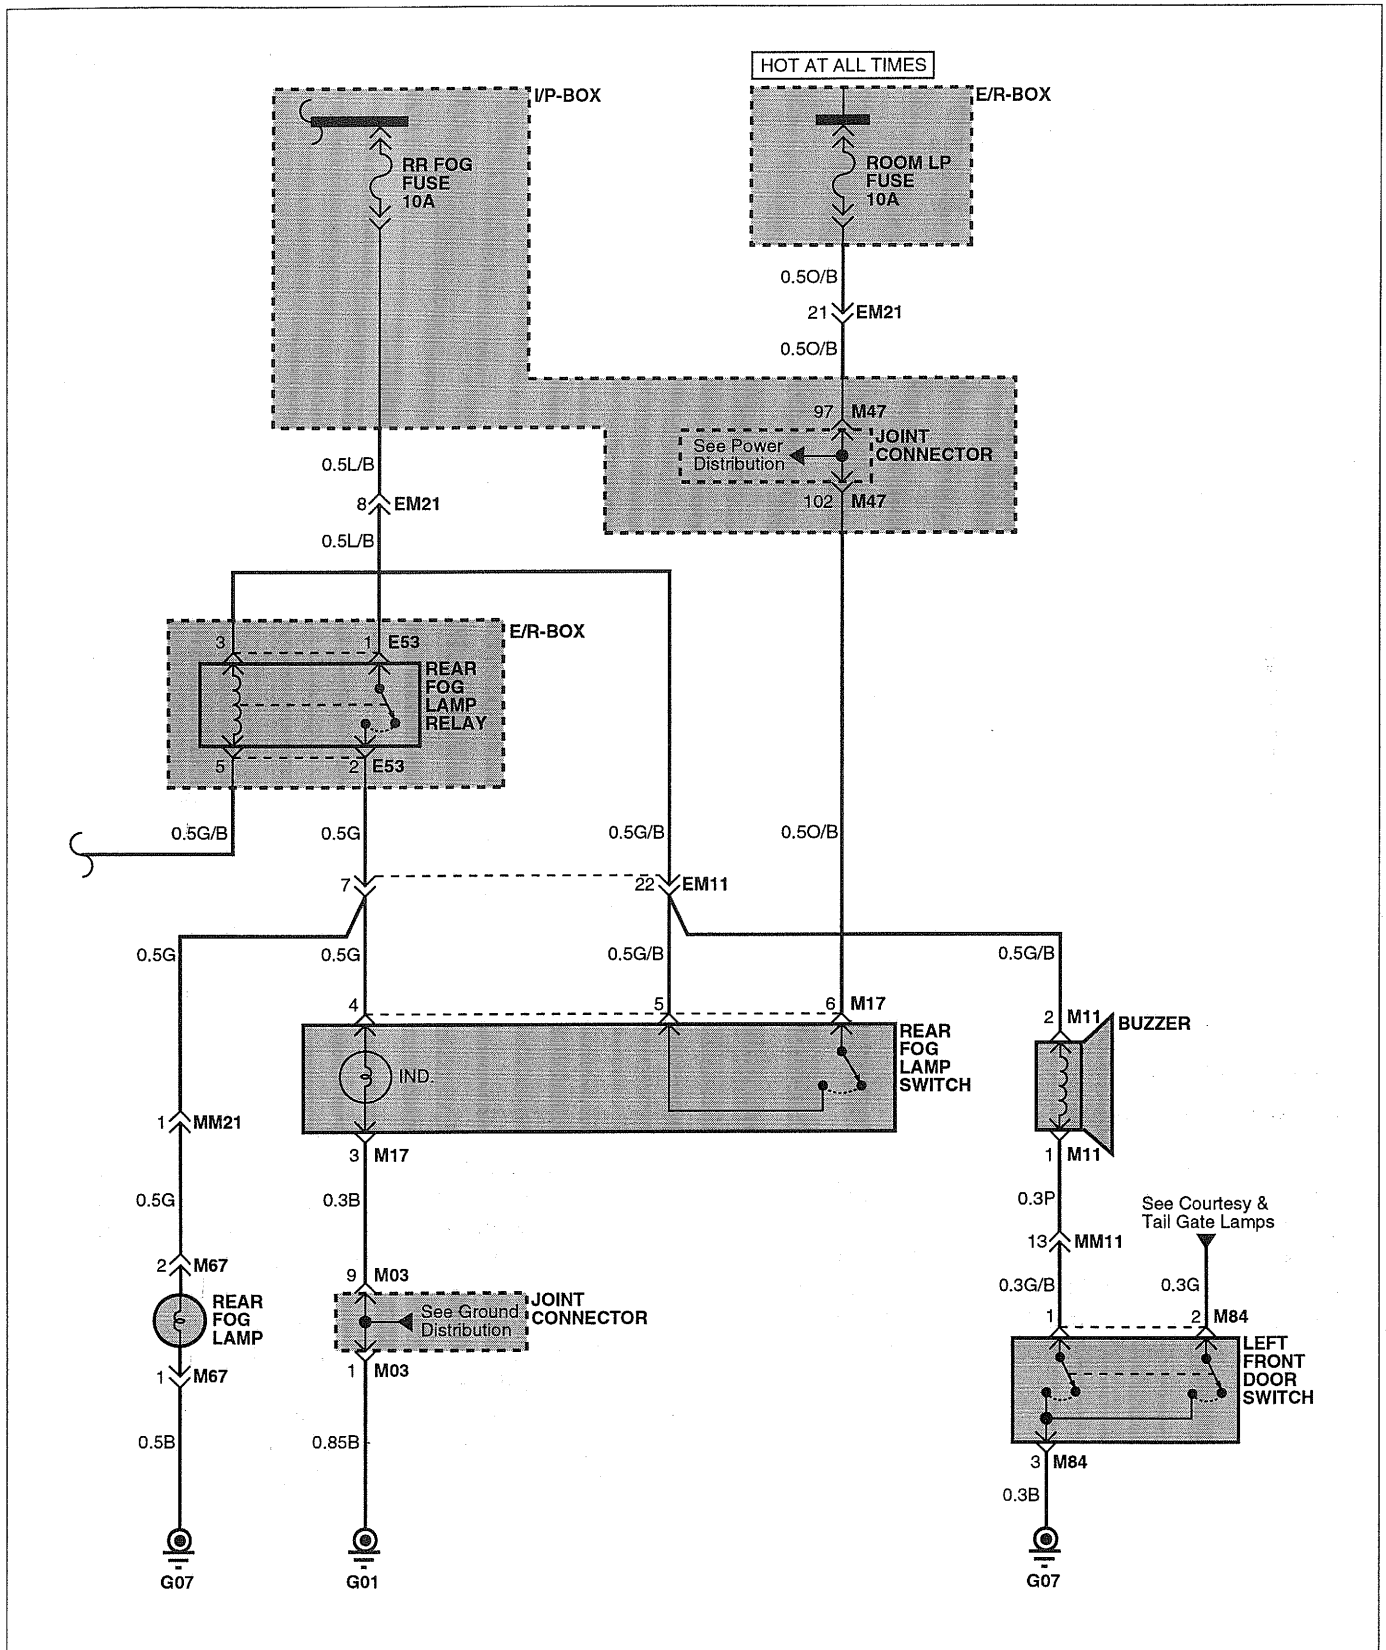 HOT AT ALL TIMES
I/P-BOX
E/R-BOX
RR FOG
FUSE
10A
ROOM LP
FUSE
10A
0.5O/B
21 EM21
0.5O/B
97 M47
See Power
Distribution
JOINT
CONNECTOR
102 M47
0.5L/B
8 EM21
0.5L/B
E/R-BOX
3
1 E53
REAR
FOG
LAMP
RELAY
5
2 E53
0.5G/B
0.5G
0.5G/B
0.5O/B
7
22 EM11
0.5G
0.5G
0.5G/B
0.5G/B
4
5
6 M17
REAR
FOG
LAMP
SWITCH
IND.
2 M11
BUZZER
1 MM21
3 M17
1 M11
0.5G
0.3B
0.3P
See Courtesy &
Tail Gate Lamps
13 MM11
2 M67
9 M03
0.3G/B
0.3G
REAR
FOG
LAMP
See Ground
Distribution
JOINT
CONNECTOR
1
2 M84
LEFT
FRONT
DOOR
SWITCH
1 M67
1 M03
0.5B
0.85B
3 M84
0.3B
G07
G01
G07